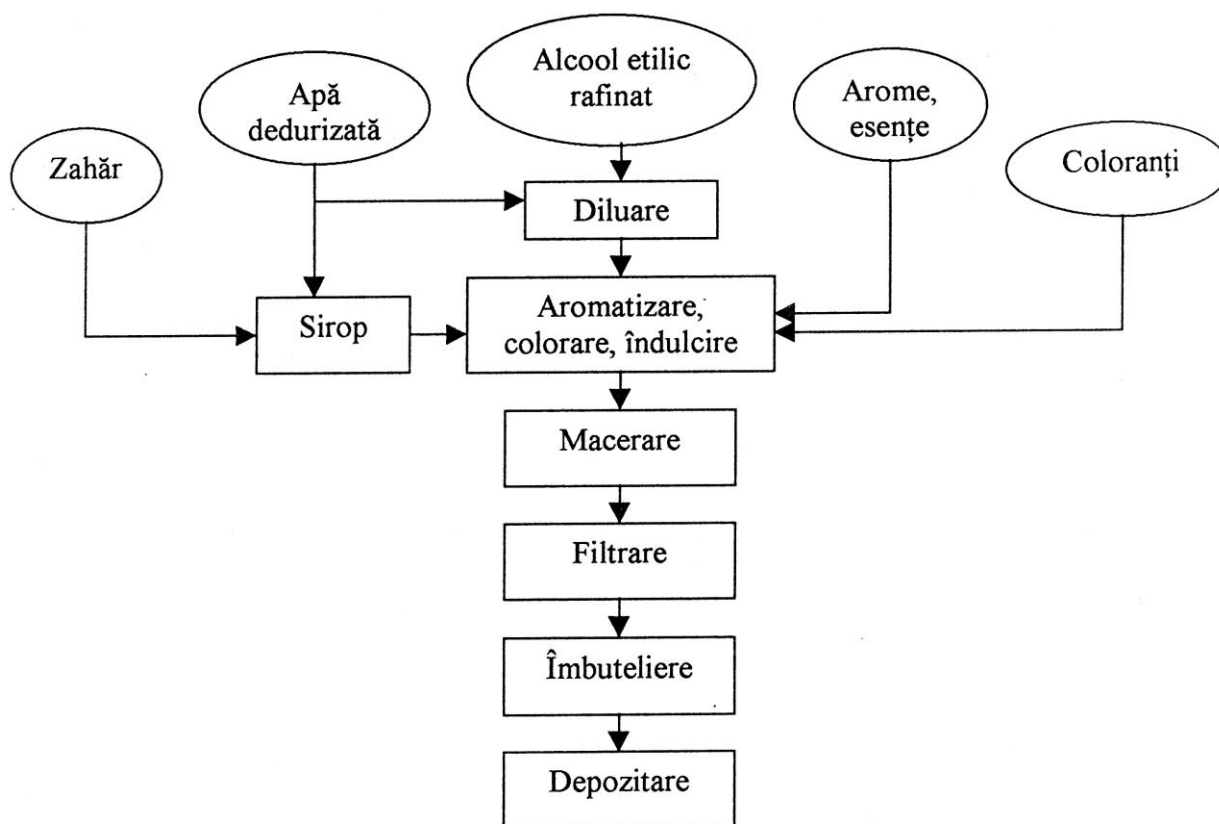 Alcool etilic
rafinat
Apă
dedurizată
Arome,
esențe
Zahăr
Coloranți
Diluare
Sirop
Aromatizare,
colorare, îndulcire
Macerare
Filtrare
Îmbuteliere
Depozitare